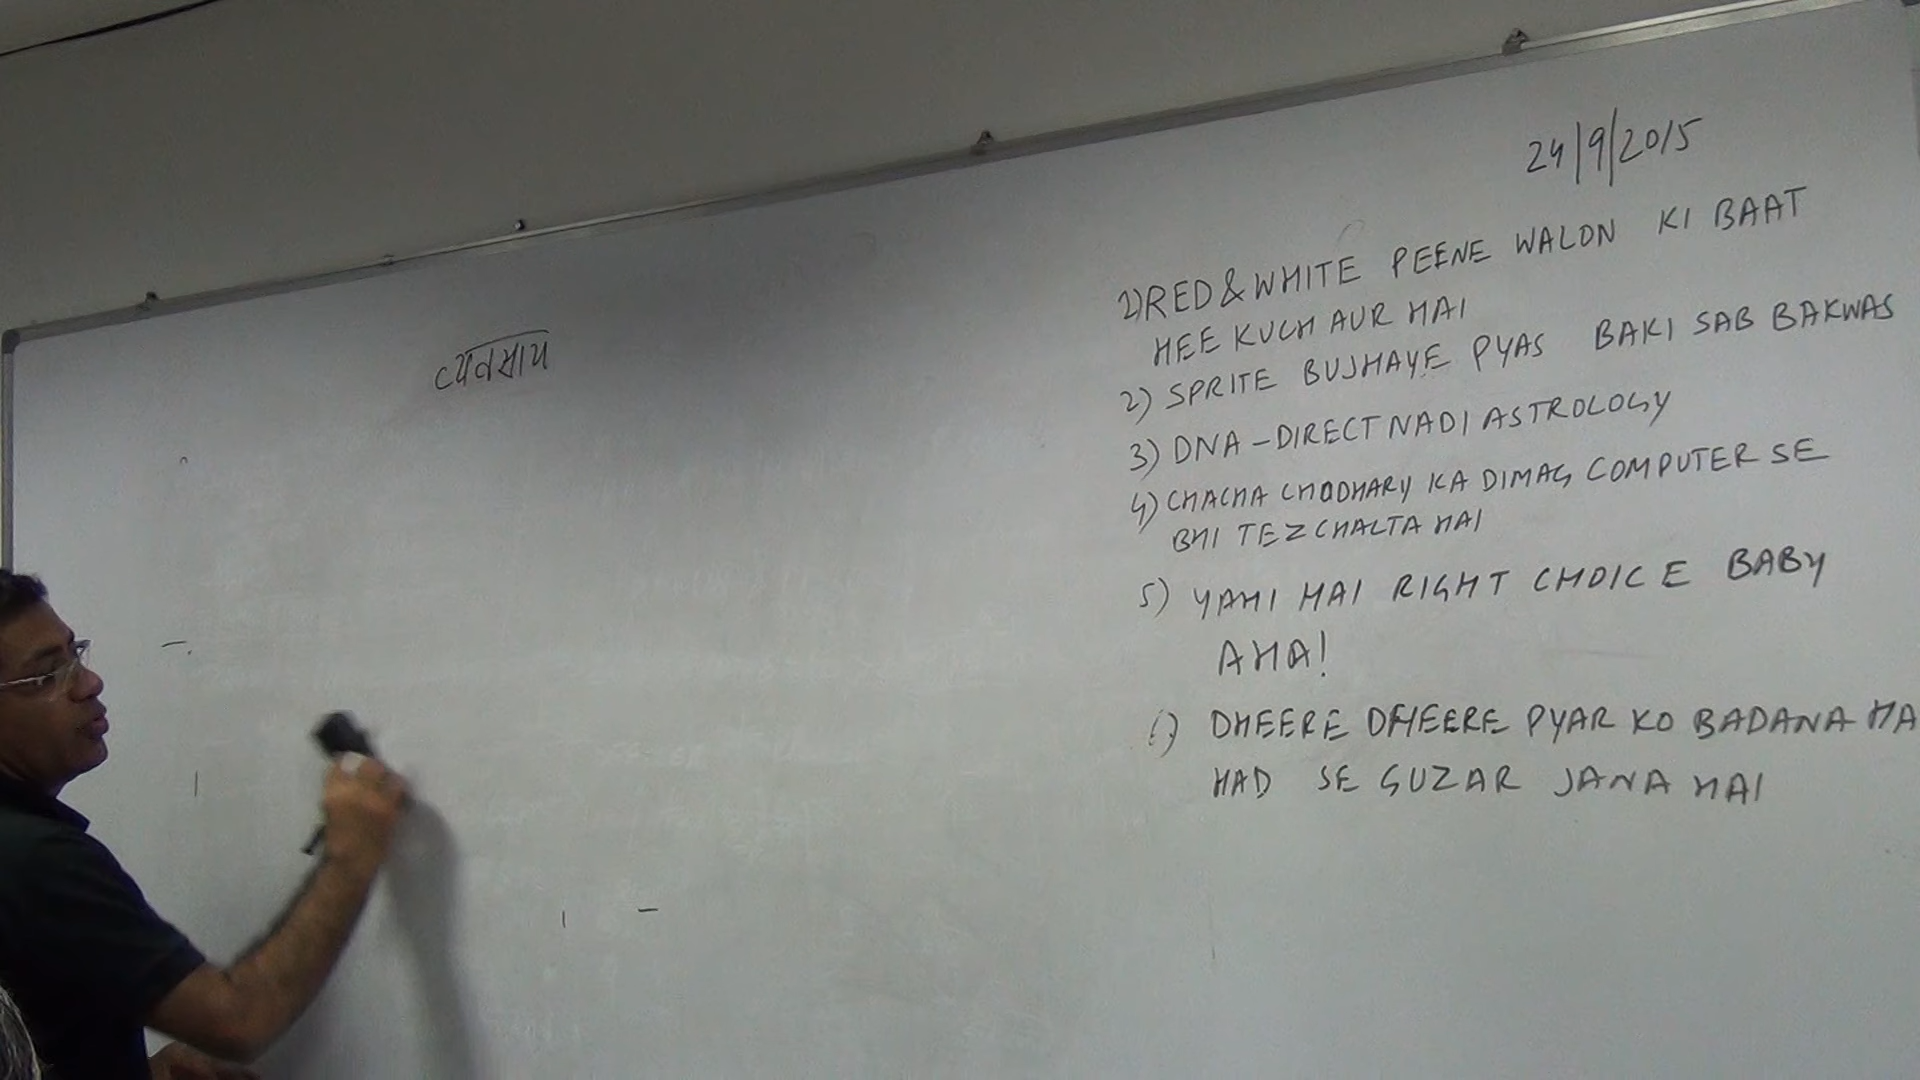 24/9/2015
व्यवसाय
1) RED & WHITE PEENE WALON KI BAAT
HEE KUCH AUR HAI
2) SPRITE BUJHAYE PYAS BAKI SAB BAKWAS
3) DNA - DIRECT NADI ASTROLOGY
4) CHACHA CHODHARY KA DIMAG COMPUTER SE
BHI TEZ CHALTA HAI
5) YAHI HAI RIGHT CHOICE BABY
AHA!
6) DHEERE DHEERE PYAR KO BADANA HA
HAD SE GUZAR JANA HAI